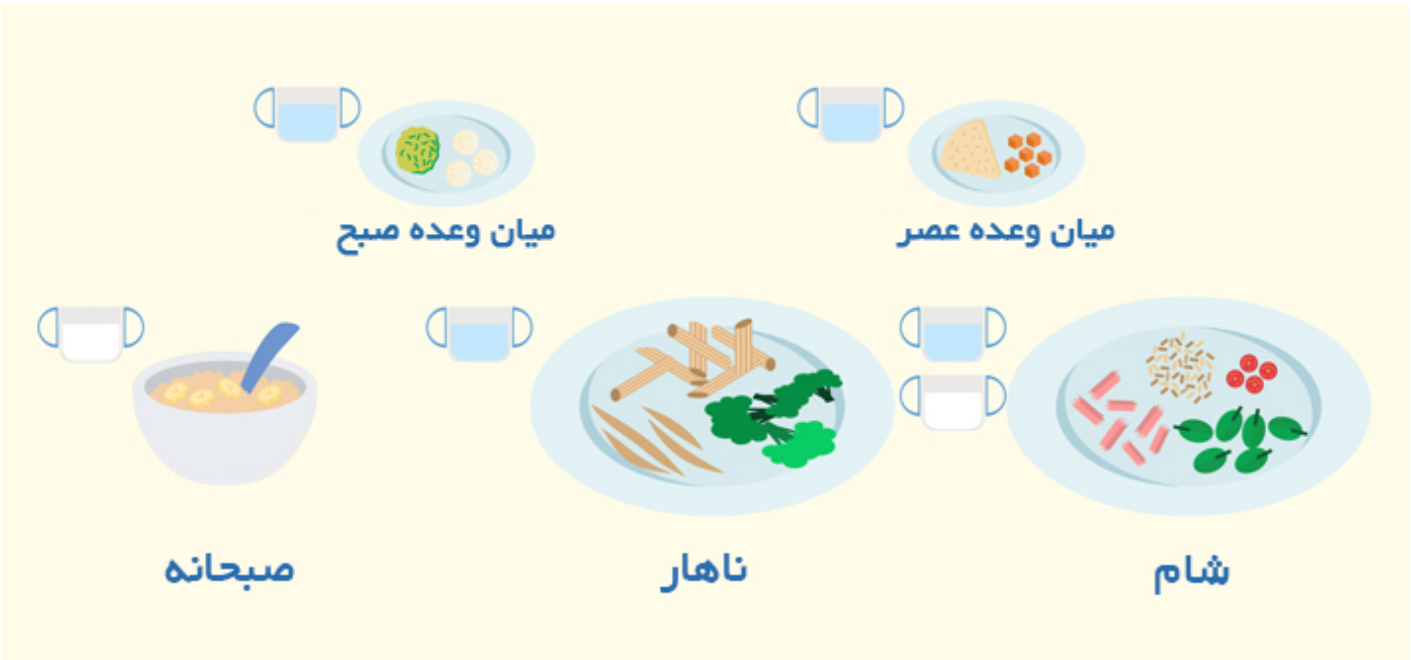 میان وعده صبح
میان وعده عصر
صبحانه
ناهار
شام